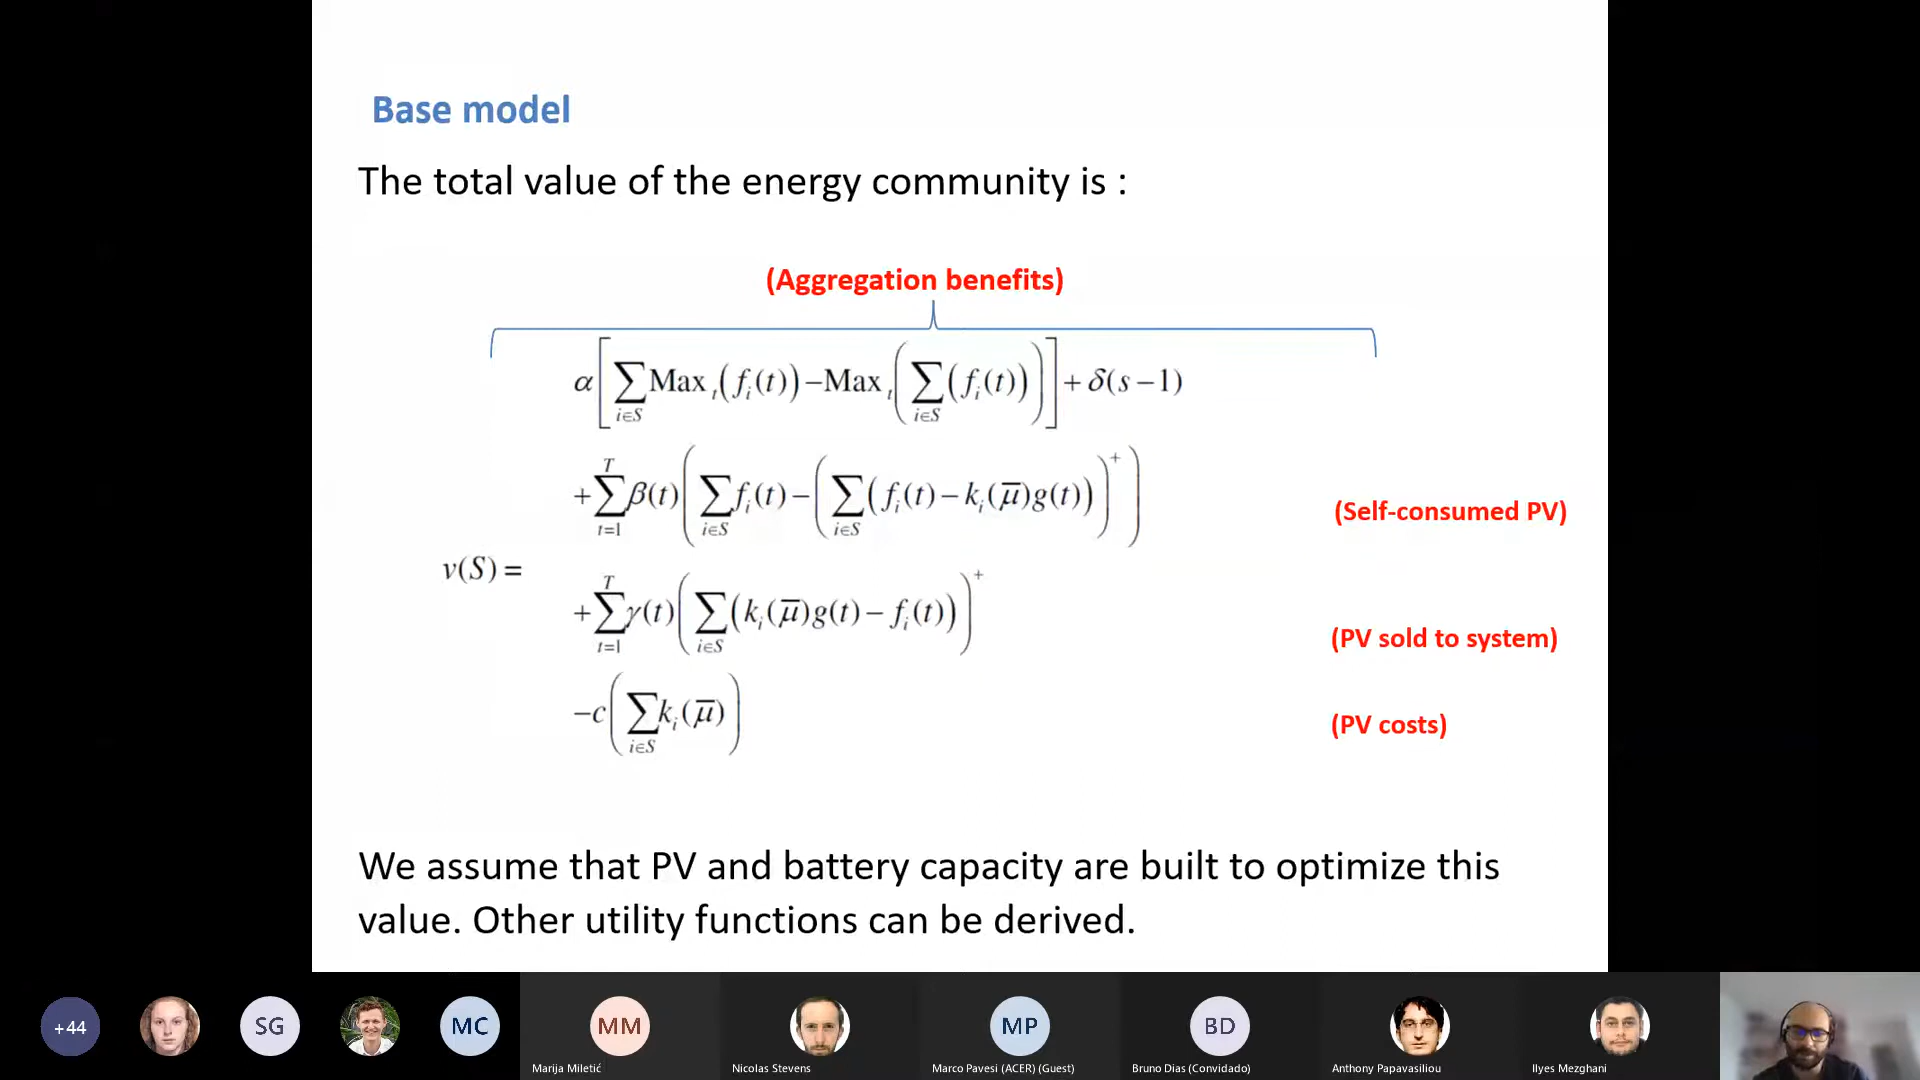 Base model
The total value of the energy community is :
(Aggregation benefits)
α[∑_{i∈S} Max_t(f_i(t)) − Max_t(∑_{i∈S}(f_i(t)))] + δ(s−1)
+∑_{t=1}^{T} β(t)(∑_{i∈S} f_i(t) − (∑_{i∈S}(f_i(t) − k_i(μ̅)g(t)))^+)
(Self-consumed PV)
v(S) =
+∑_{t=1}^{T} γ(t)(∑_{i∈S}(k_i(μ̅)g(t) − f_i(t)))^+
(PV sold to system)
−c(∑_{i∈S} k_i(μ̅))
(PV costs)
We assume that PV and battery capacity are built to optimize this
value. Other utility functions can be derived.
+44
SG
MC
MM
MP
BD
Marija Miletić
Nicolas Stevens
Marco Pavesi (ACER) (Guest)
Bruno Dias (Convidado)
Anthony Papavasiliou
Ilyes Mezghani